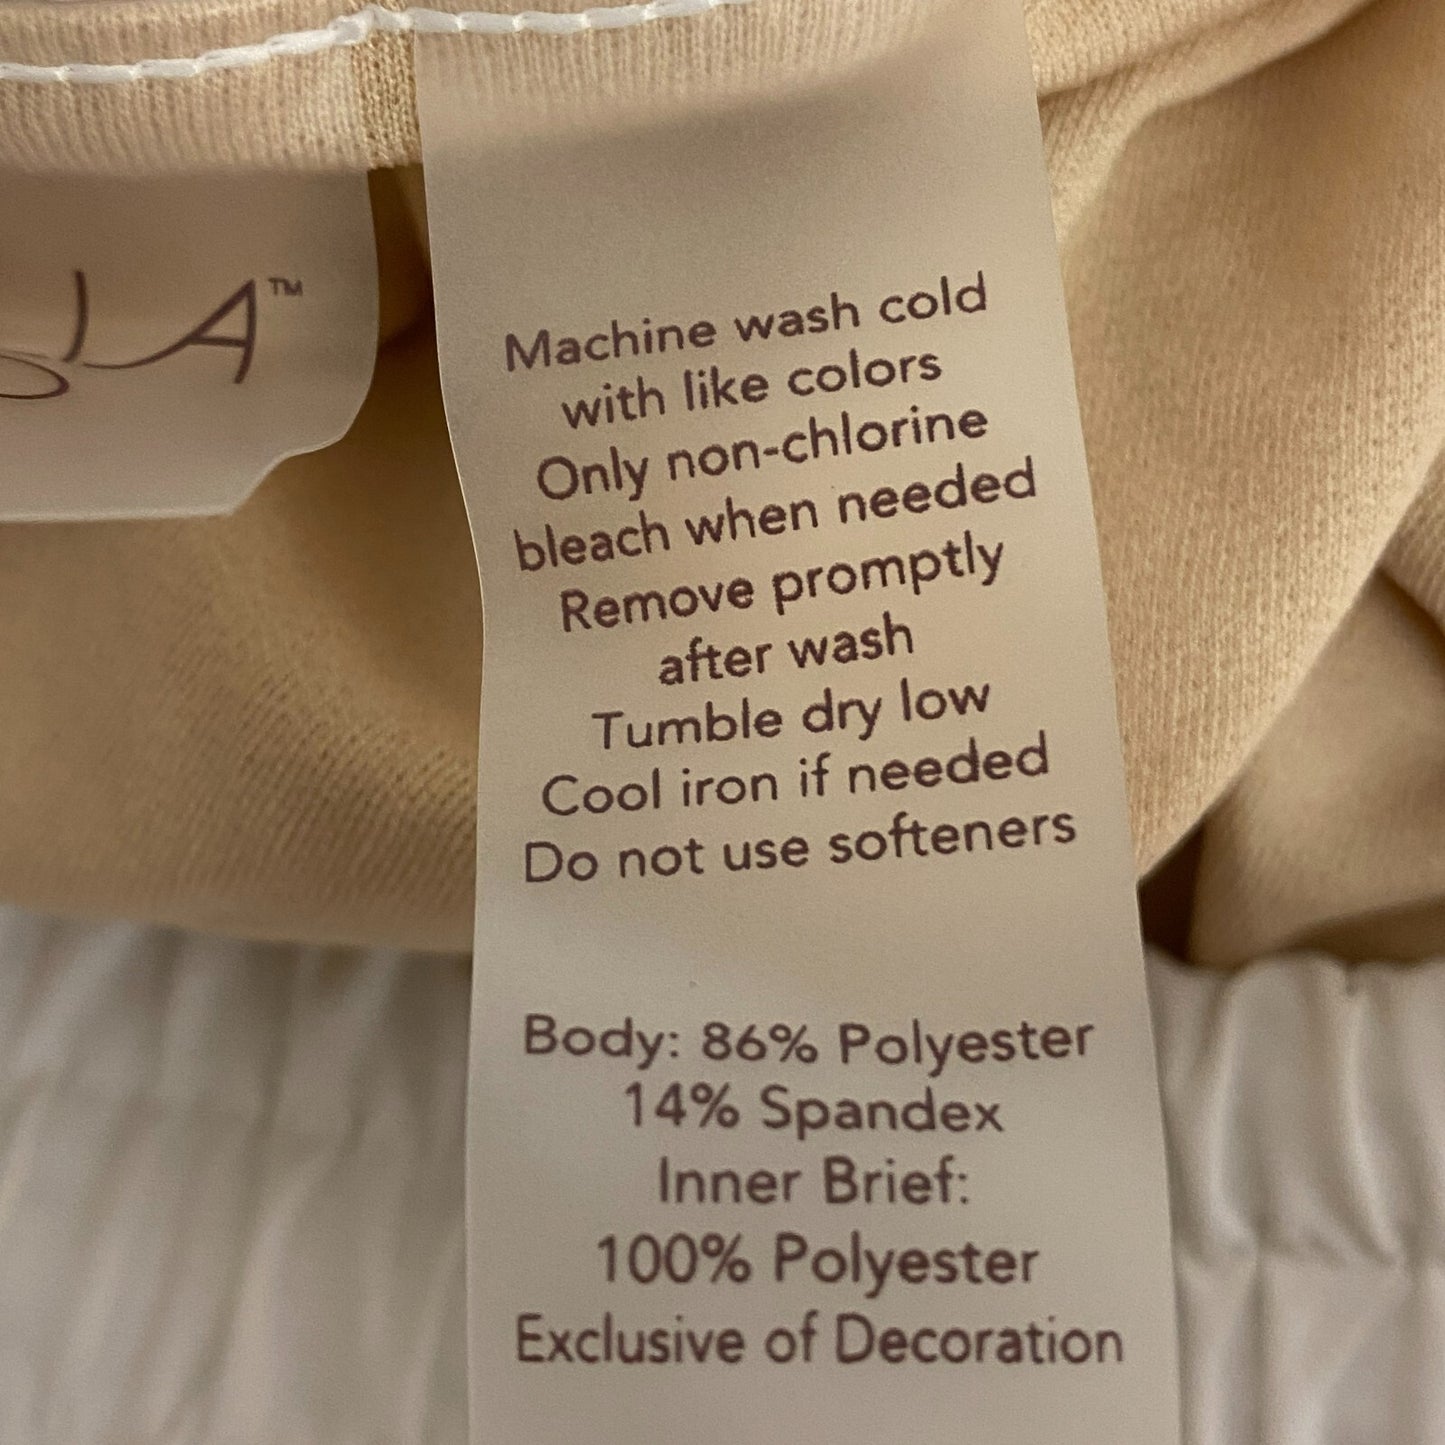 Machine wash cold
with like colors
Only non-chlorine
bleach when needed
Remove promptly
after wash
Tumble dry low
Cool iron if needed
Do not use softeners
Body: 86% Polyester
14% Spandex
Inner Brief:
100% Polyester
Exclusive of Decoration